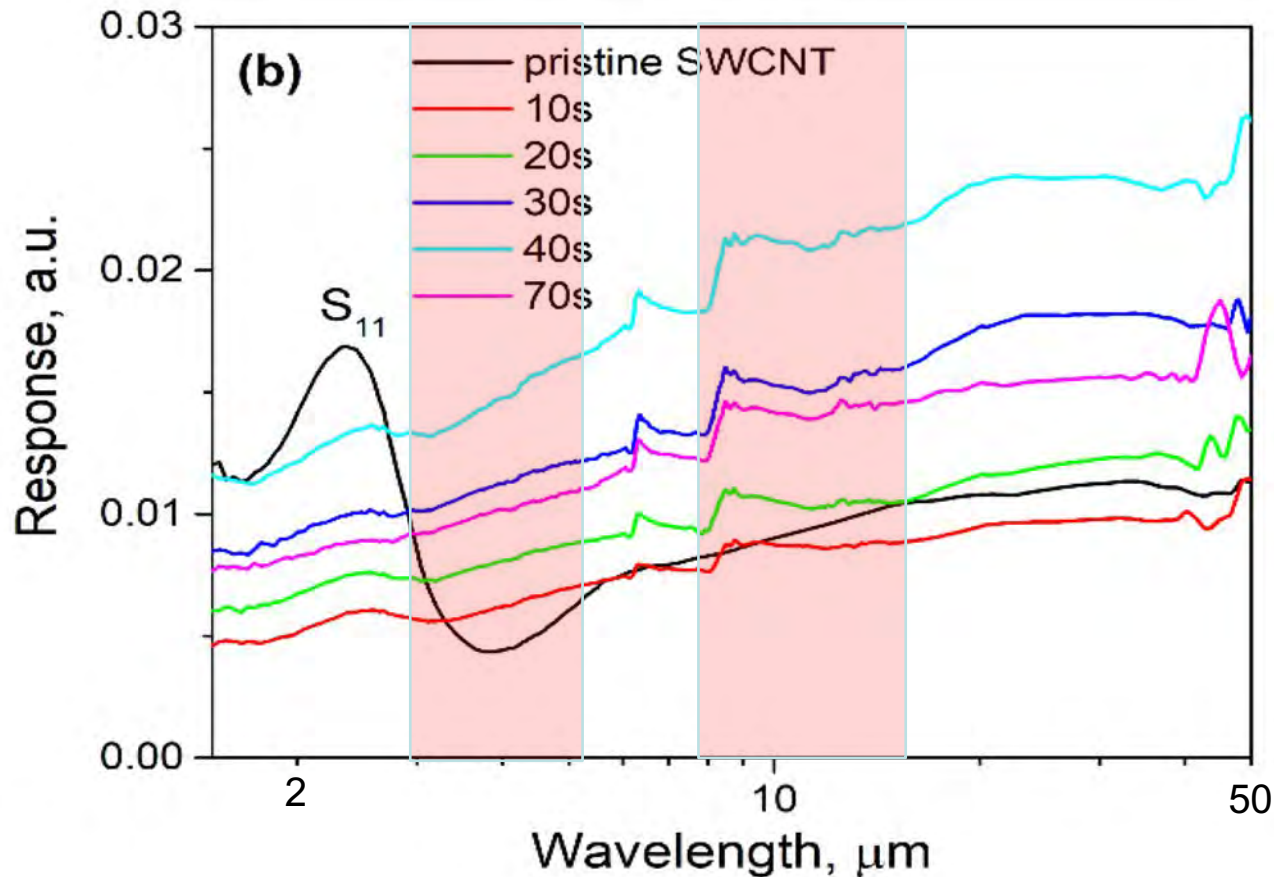 0.03
(b)
pristine SWCNT
10s
20s
30s
40s
70s
0.02
S₁₁
0.01
0.00
2
10
50
Response, a.u.
Wavelength, μm